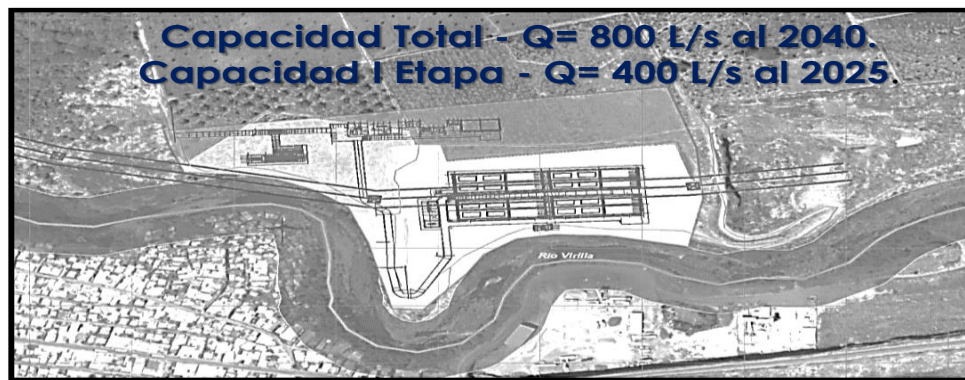 Capacidad Total - Q= 800 L/s al 2040.
Capacidad I Etapa - Q= 400 L/s al 2025.
Río Virilla